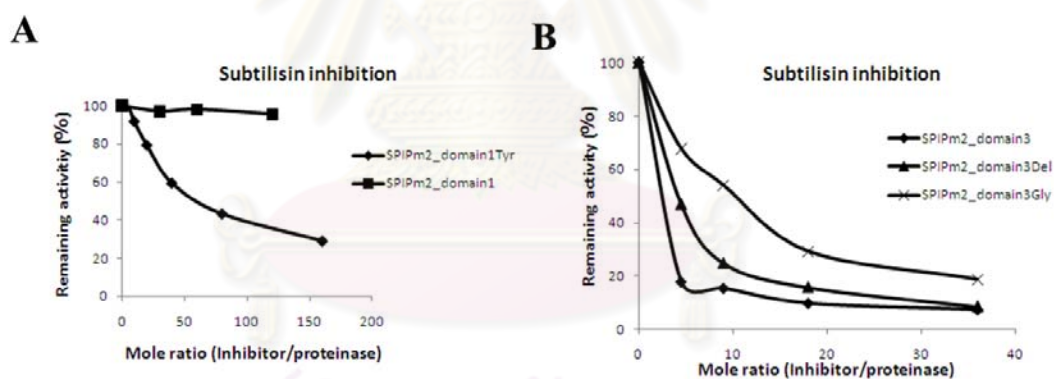 A
Subtilisin inhibition
Remaining activity (%)
100
80
60
40
20
0
0 50 100 150 200
Mole ratio (Inhibitor/proteinase)
SPIPm2_domain1Tyr
SPIPm2_domain1
B
Subtilisin inhibition
Remaining activity (%)
100
80
60
40
20
0
0 10 20 30 40
Mole ratio (Inhibitor/proteinase)
SPIPm2_domain3
SPIPm2_domain3Del
SPIPm2_domain3Gly